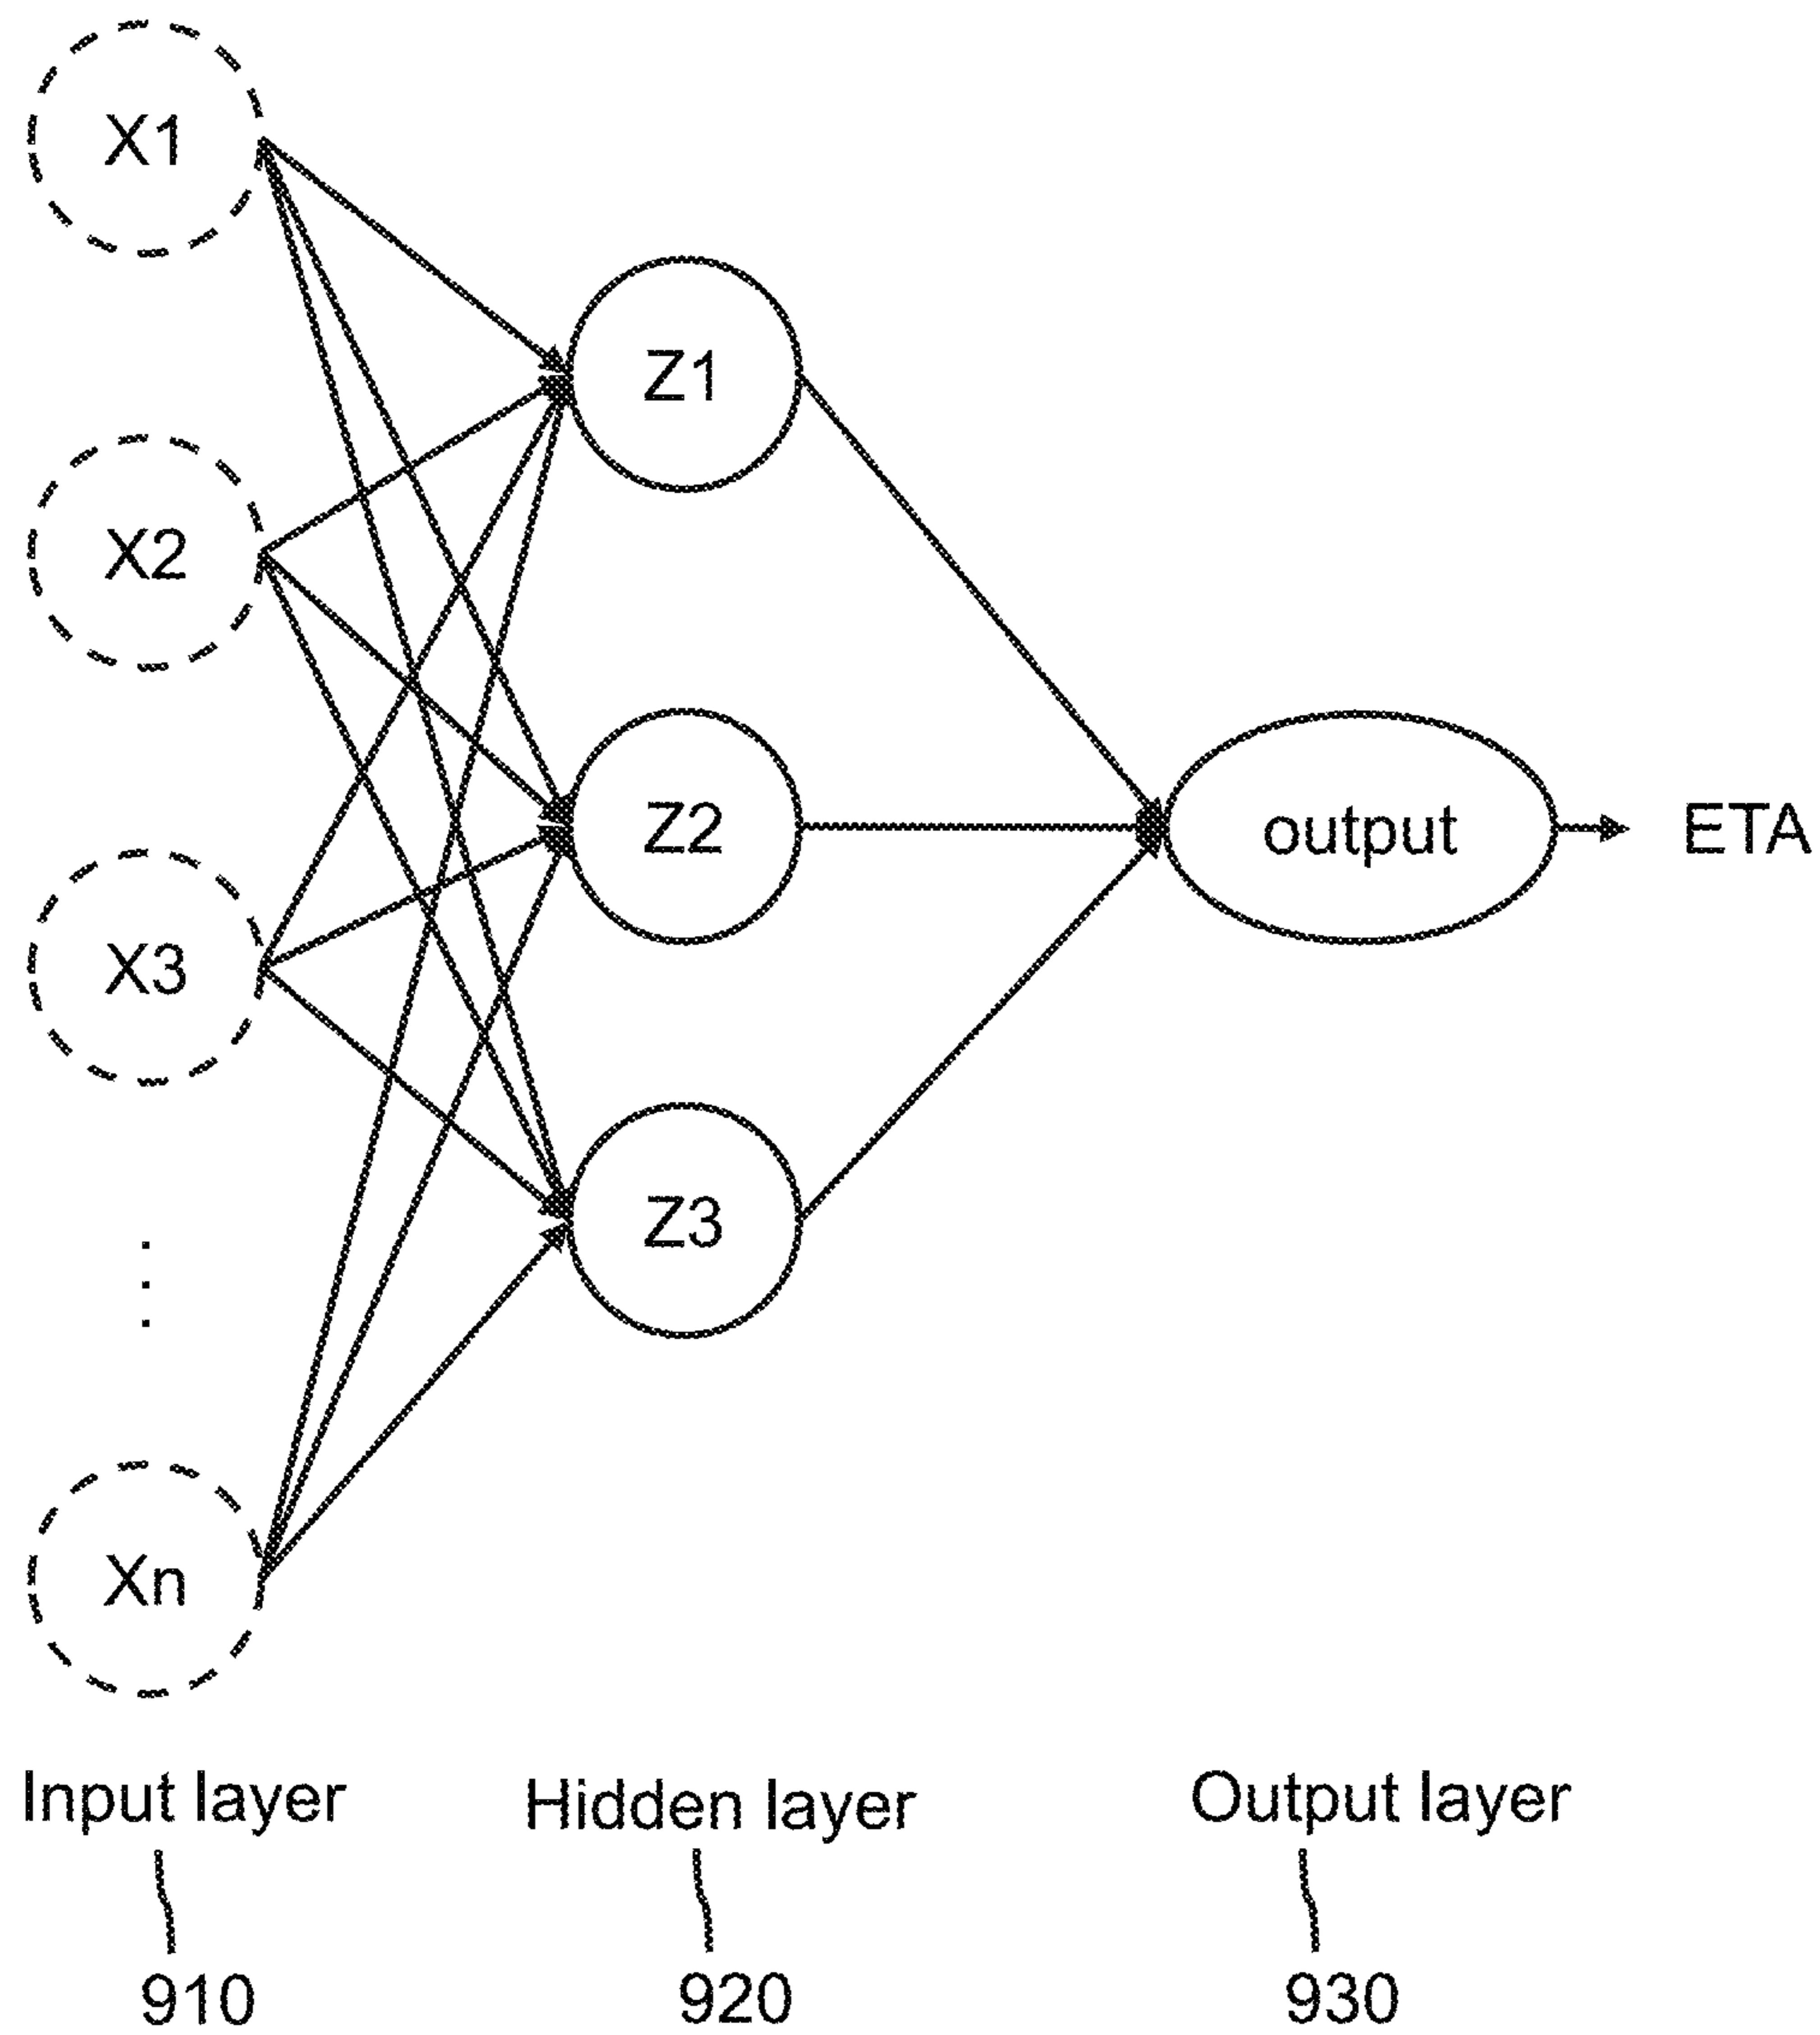 X1
Z1
X2
Z2
output
ETA
X3
Z3
Xn
Input layer
Hidden layer
Output layer
910
920
930